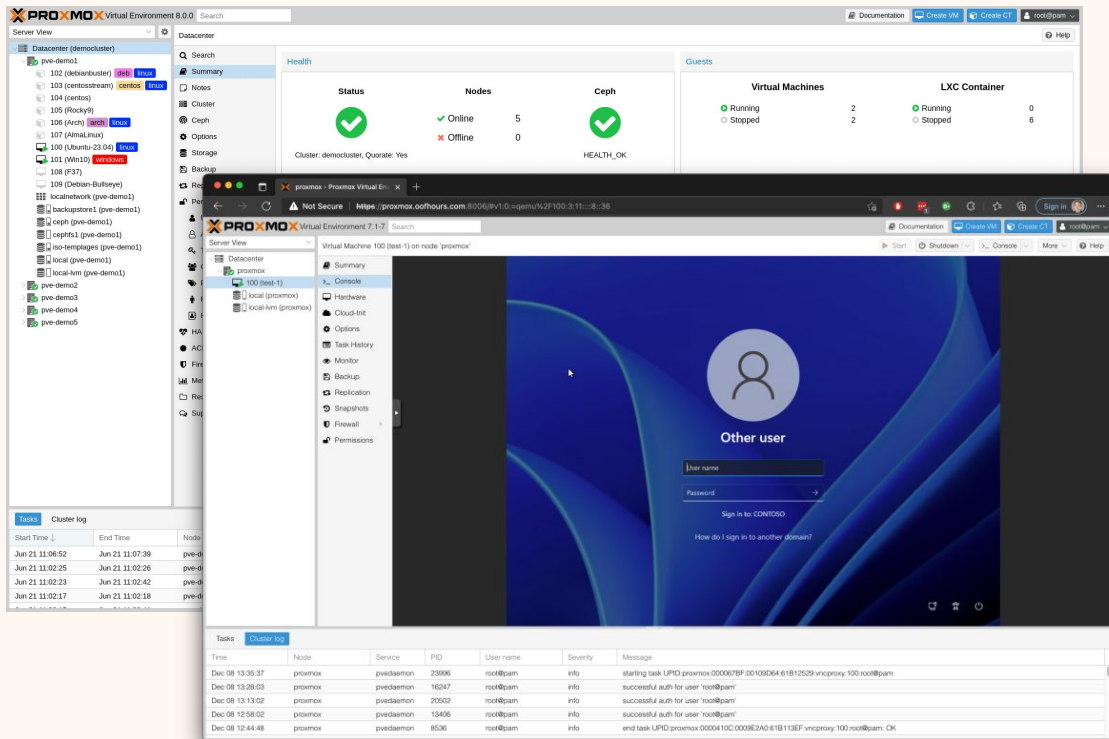 PROXMOX Virtual Environment 8.0.0 Search
Documentation Create VM Create CT root@pam
Server View
Datacenter Help
Datacenter (democluster)
pve-demo1
102 (debianbuster) deb linux
103 (centosstream) centos linux
104 (centos)
105 (Rocky9)
106 (Arch) arch linux
107 (AlmaLinux)
100 (Ubuntu-23.04) linux
101 (Win10) windows
108 (F37)
109 (Debian-Bullseye)
localnetwork (pve-demo1)
backupstore1 (pve-demo1)
ceph (pve-demo1)
cephfs1 (pve-demo1)
iso-templages (pve-demo1)
local (pve-demo1)
local-lvm (pve-demo1)
pve-demo2
pve-demo3
pve-demo4
pve-demo5
Search
Summary
Notes
Cluster
Ceph
Options
Storage
Backup
Health
Status Nodes Ceph
Online 5
Offline 0
Cluster: democluster, Quorate: Yes HEALTH_OK
Guests
Virtual Machines LXC Container
Running 2 Running 0
Stopped 2 Stopped 6
Tasks Cluster log
Start Time End Time Node
Jun 21 11:06:52 Jun 21 11:07:39
Jun 21 11:02:25 Jun 21 11:02:26
Jun 21 11:02:23 Jun 21 11:02:42
Jun 21 11:02:17 Jun 21 11:02:18
proxmox - Proxmox Virtual En
Not Secure https://proxmox.oofhours.com:8006/#v1:0:=qemu%2F100:3:11::::8::36 Sign in
PROXMOX Virtual Environment 7.1-7 Search
Documentation Create VM Create CT root@pam
Server View
Virtual Machine 100 (test-1) on node 'proxmox' Start Shutdown Console More Help
Datacenter
proxmox
100 (test-1)
local (proxmox)
local-lvm (proxmox)
Summary
Console
Hardware
Cloud-Init
Options
Task History
Monitor
Backup
Replication
Snapshots
Firewall
Permissions
Other user
User name
Password
Sign in to: CONTOSO
How do I sign in to another domain?
Tasks Cluster log
Time Node Service PID User name Severity Message
Dec 08 13:35:37 proxmox pvedaemon 23996 root@pam info starting task UPID:proxmox:000067BF:00109D64:61B12529:vncproxy:100:root@pam:
Dec 08 13:28:03 proxmox pvedaemon 16247 root@pam info successful auth for user 'root@pam'
Dec 08 13:13:02 proxmox pvedaemon 20502 root@pam info successful auth for user 'root@pam'
Dec 08 12:58:02 proxmox pvedaemon 13406 root@pam info successful auth for user 'root@pam'
Dec 08 12:44:48 proxmox pvedaemon 8536 root@pam info end task UPID:proxmox:0000410C:0009E2A0:61B113EF:vncproxy:100:root@pam: OK